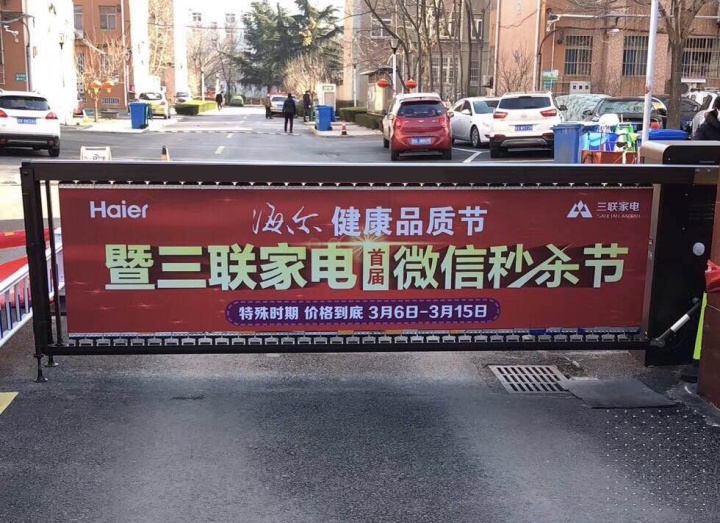 Haier
海尔 健康品质节
三联家电
暨三联家电首届微信秒杀节
特殊时期 价格到底 3月6日-3月15日